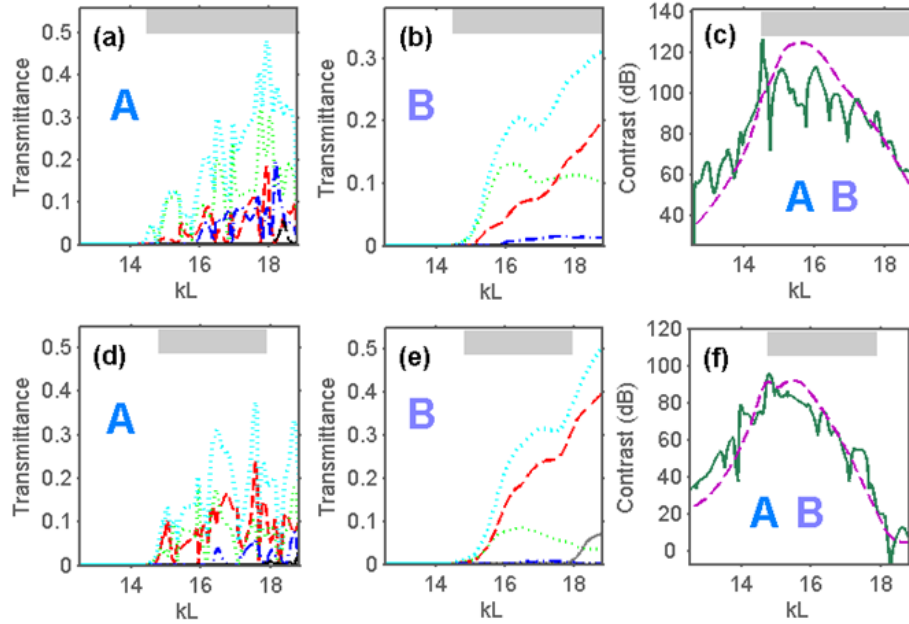 (a)
A
Transmittance
0.5
0.4
0.3
0.2
0.1
0
14
16
18
kL
(b)
B
Transmittance
0.3
0.2
0.1
0
14
16
18
kL
(c)
A B
Contrast (dB)
140
120
100
80
60
40
14
16
18
kL
(d)
A
Transmittance
0.5
0.4
0.3
0.2
0.1
0
14
16
18
kL
(e)
B
Transmittance
0.5
0.4
0.3
0.2
0.1
0
14
16
18
kL
(f)
A B
Contrast (dB)
120
100
80
60
40
20
0
14
16
18
kL